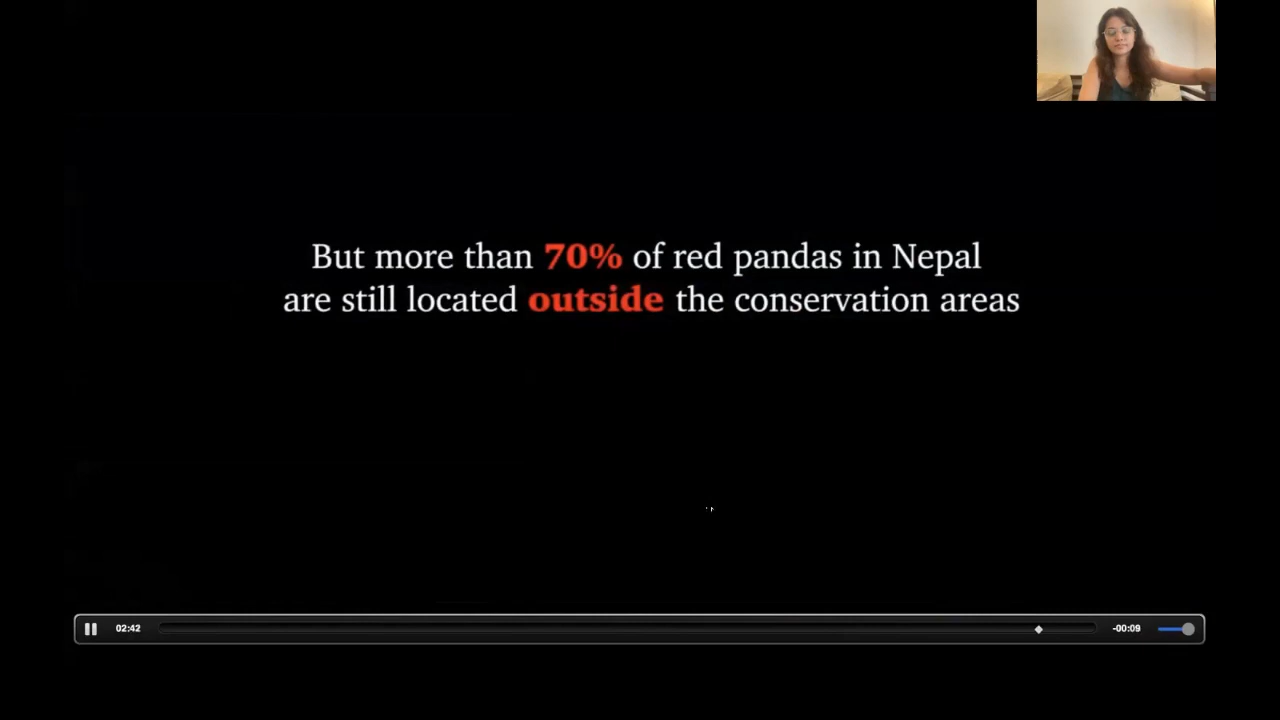 But more than 70% of red pandas in Nepal
are still located outside the conservation areas
02:42
-00:09